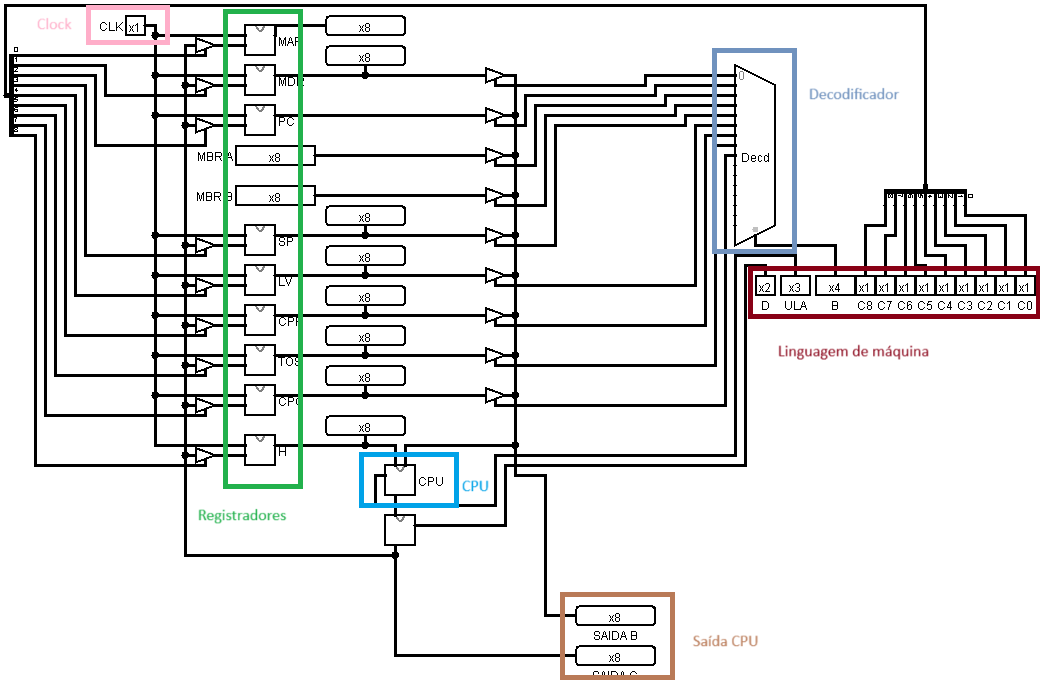 Clock
CLK x1
x8
MAR
x8
MDR
PC
MBR A x8
MBR B x8
x8
SP
x8
LV
x8
CPP
x8
TOS
x8
CPC
x8
H
CPU
CPU
Registradores
0
Decd
Decodificador
x2 x3 x4 x1 x1 x1 x1 x1 x1 x1 x1 x1
D ULA B C8 C7 C6 C5 C4 C3 C2 C1 C0
Linguagem de máquina
x8
SAIDA B
x8
SAIDA C
Saída CPU